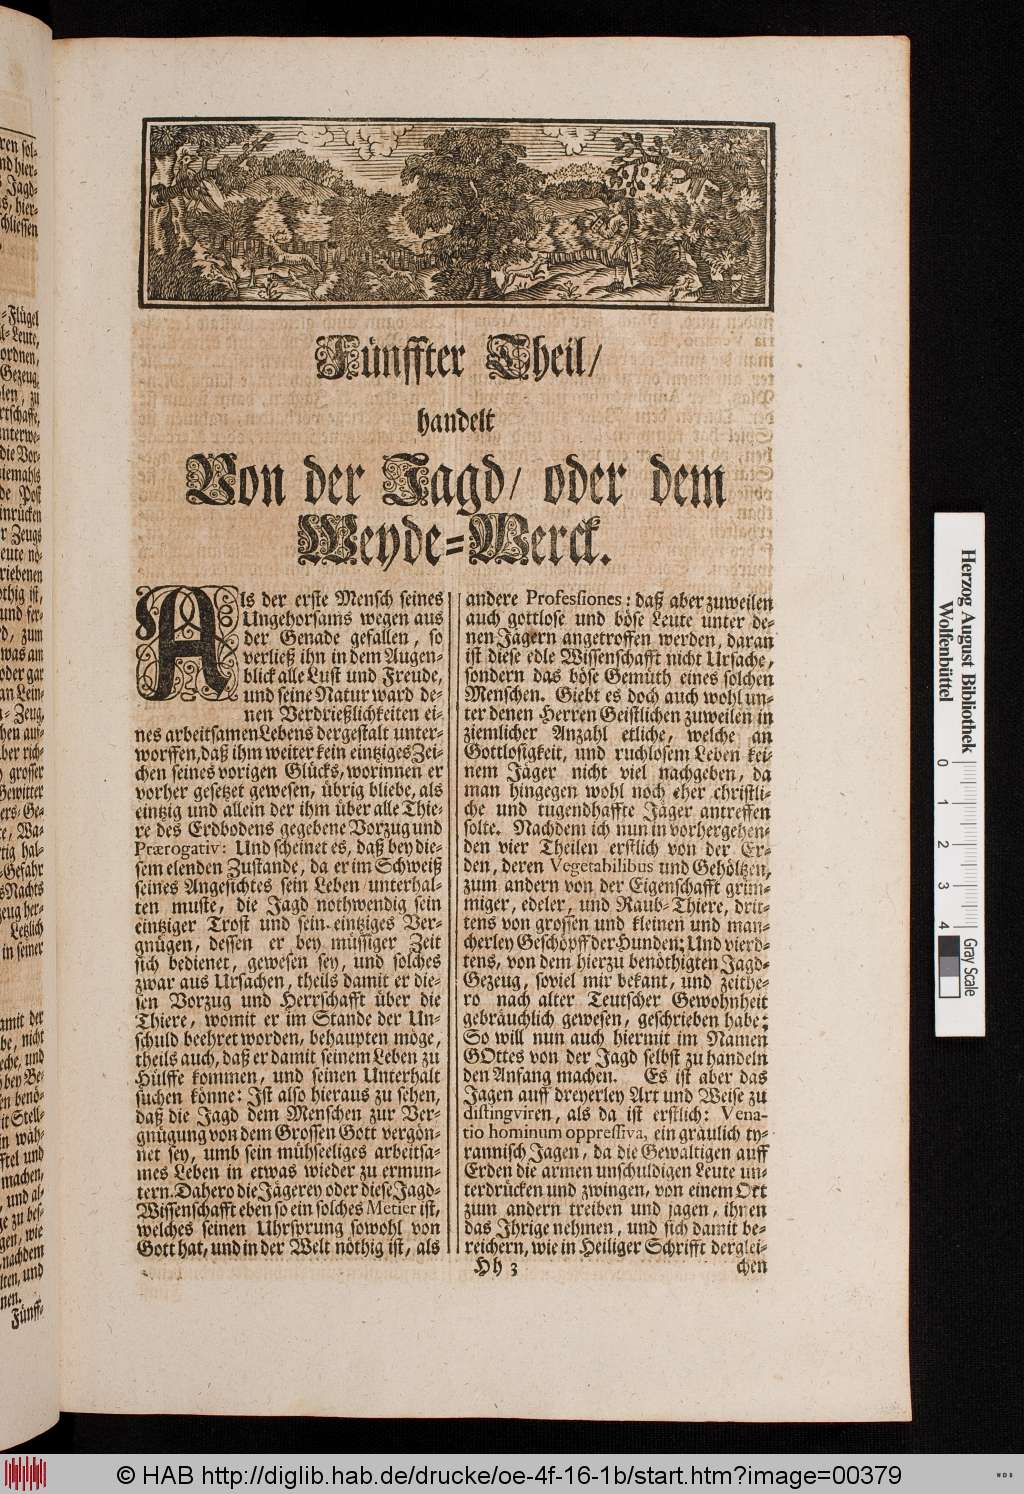 Fünffter Theil/
handelt
Von der Jagd/ oder dem
Weyde=Werck.
Als der erste Mensch seines
Ungehorsams wegen aus
der Genade gefallen, so
verließ ihn in dem Augen=
blick alle Lust und Freude,
und seine Natur ward de=
nen Verdrießlichkeiten ei=
nes arbeitsamen Lebens dergestalt unter=
worffen, daß ihm weiter kein eintziges Zei=
chen seines vorigen Glücks, worinnen er
vorher gesetzet gewesen, übrig bliebe, als
eintzig und allein der ihm über alle Thie=
re des Erdbodens gegebene Vorzug und
Prærogativ: Und scheinet es, daß bey die=
sem elenden Zustande, da er im Schweiß
seines Angesichtes sein Leben unterhal=
ten muste, die Jagd nothwendig sein
eintziger Trost und sein eintziges Ver=
gnügen, dessen er bey müssiger Zeit
sich bedienet, gewesen sey, und solches
zwar aus Ursachen, theils damit er die=
sen Vorzug und Herrschafft über die
Thiere, womit er im Stande der Un=
schuld beehret worden, behaupten möge,
theils auch, daß er damit seinem Leben zu
Hülffe kommen, und seinen Unterhalt
suchen könne: Ist also hieraus zu sehen,
daß die Jagd dem Menschen zur Ver=
gnügung von dem Grossen Gott vergön=
net sey, umb sein mühseeliges arbeitsa=
mes Leben in etwas wieder zu ermun=
tern. Dahero die Jägerey oder diese Jagd=
Wissenschafft eben so ein solches Metier ist,
welches seinen Uhrsprung sowohl von
Gott hat, und in der Welt nöthig ist, als
andere Professiones: daß aber zuweilen
auch gottlose und böse Leute unter de=
nen Jägern angetroffen werden, daran
ist diese edle Wissenschafft nicht Ursache,
sondern das böse Gemüth eines solchen
Menschen. Giebt es doch auch wohl un=
ter denen Herren Geistlichen zuweilen in
ziemlicher Anzahl etliche, welche an
Gottlosigkeit, und ruchlosem Leben kei=
nem Jäger nicht viel nachgeben, da
man hingegen wohl noch eher christli=
che und tugendhaffte Jäger antreffen
solte. Nachdem ich nun in vorhergehen=
den vier Theilen erstlich von der Er=
den, deren Vegetabilibus und Gehöltzen,
zum andern von der Eigenschafft grim=
miger, edeler, und Raub=Thiere, drit=
tens von grossen und kleinen und man=
cherley Geschöpff der Hunden; Und vierd=
tens, von dem hierzu benöthigten Jagd=
Gezeug, soviel mir bekant, und zeithe=
ro nach alter Teutscher Gewohnheit
gebräuchlich gewesen, geschrieben habe;
So will nun auch hiermit im Namen
GOttes von der Jagd selbst zu handeln
den Anfang machen. Es ist aber das
Jagen auff dreyerley Art und Weise zu
distingviren, als da ist erstlich: Vena-
tio hominum oppressiva, ein gräulich ty=
rannisch Jagen, da die Gewaltigen auff
Erden die armen unschuldigen Leute un=
terdrücken und zwingen, von einem Ort
zum andern treiben und jagen, ihnen
das Ihrige nehmen, und sich damit be=
reichern, wie in Heiliger Schrifft derglei=
Hh 3
chen
Herzog August Bibliothek
Wolfenbüttel
0 1 2 3 4
Gray Scale
© HAB http://diglib.hab.de/drucke/oe-4f-16-1b/start.htm?image=00379